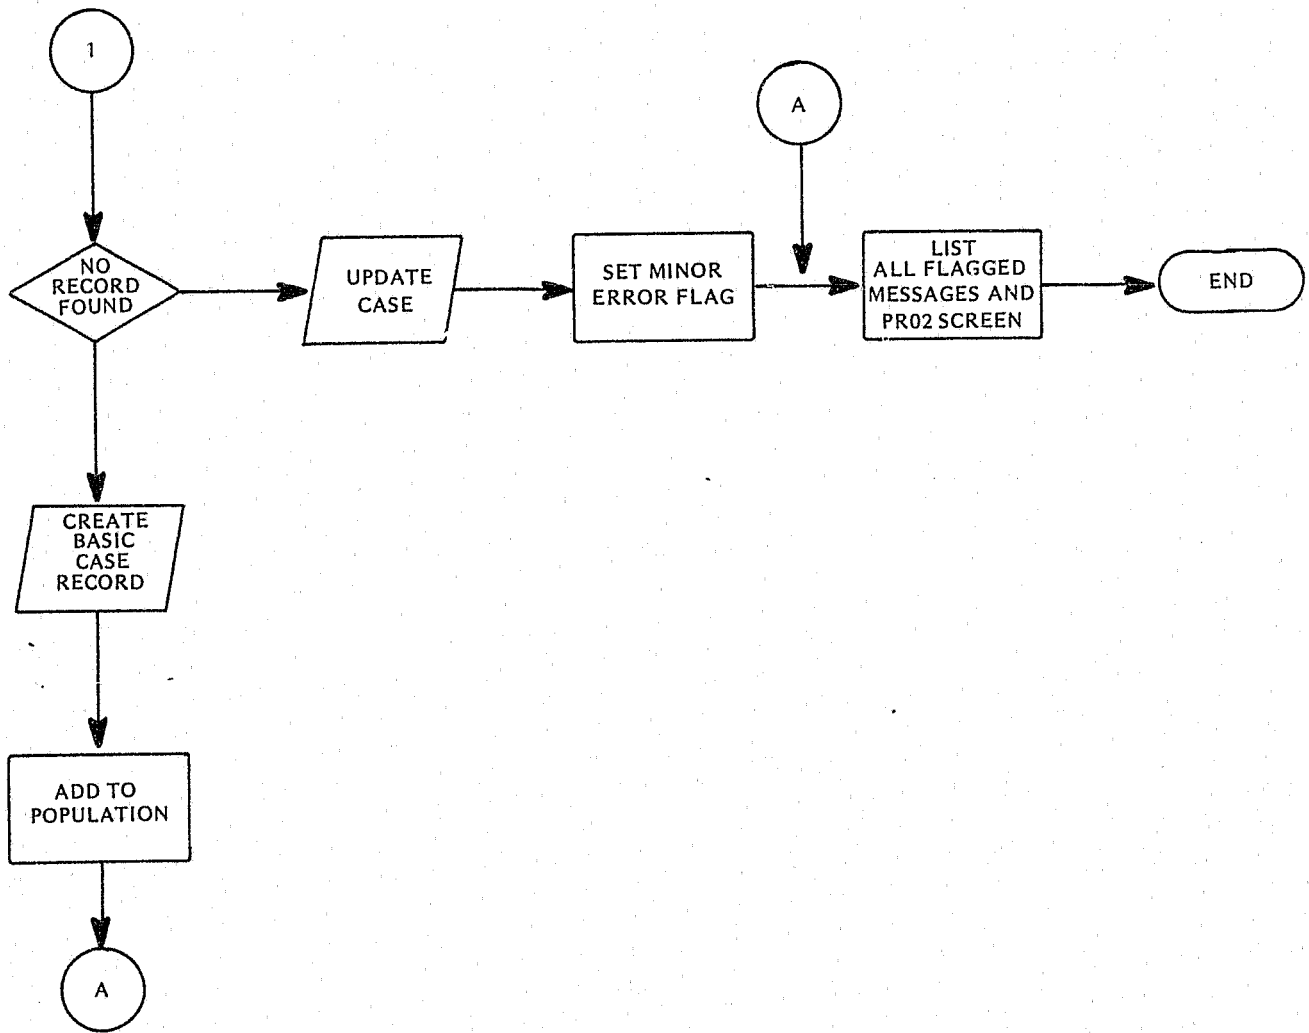 1
A
NO
RECORD
FOUND
UPDATE
CASE
SET MINOR
ERROR FLAG
LIST
ALL FLAGGED
MESSAGES AND
PR02 SCREEN
END
CREATE
BASIC
CASE
RECORD
ADD TO
POPULATION
A